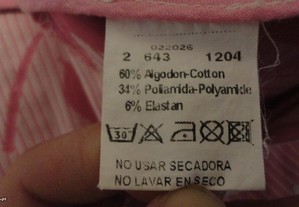 022026
2 643 1204
60% Algodon-Cotton
34% Poliamida-Polyamide
6% Elastan
30
NO USAR SECADORA
NO LAVAR EN SECO